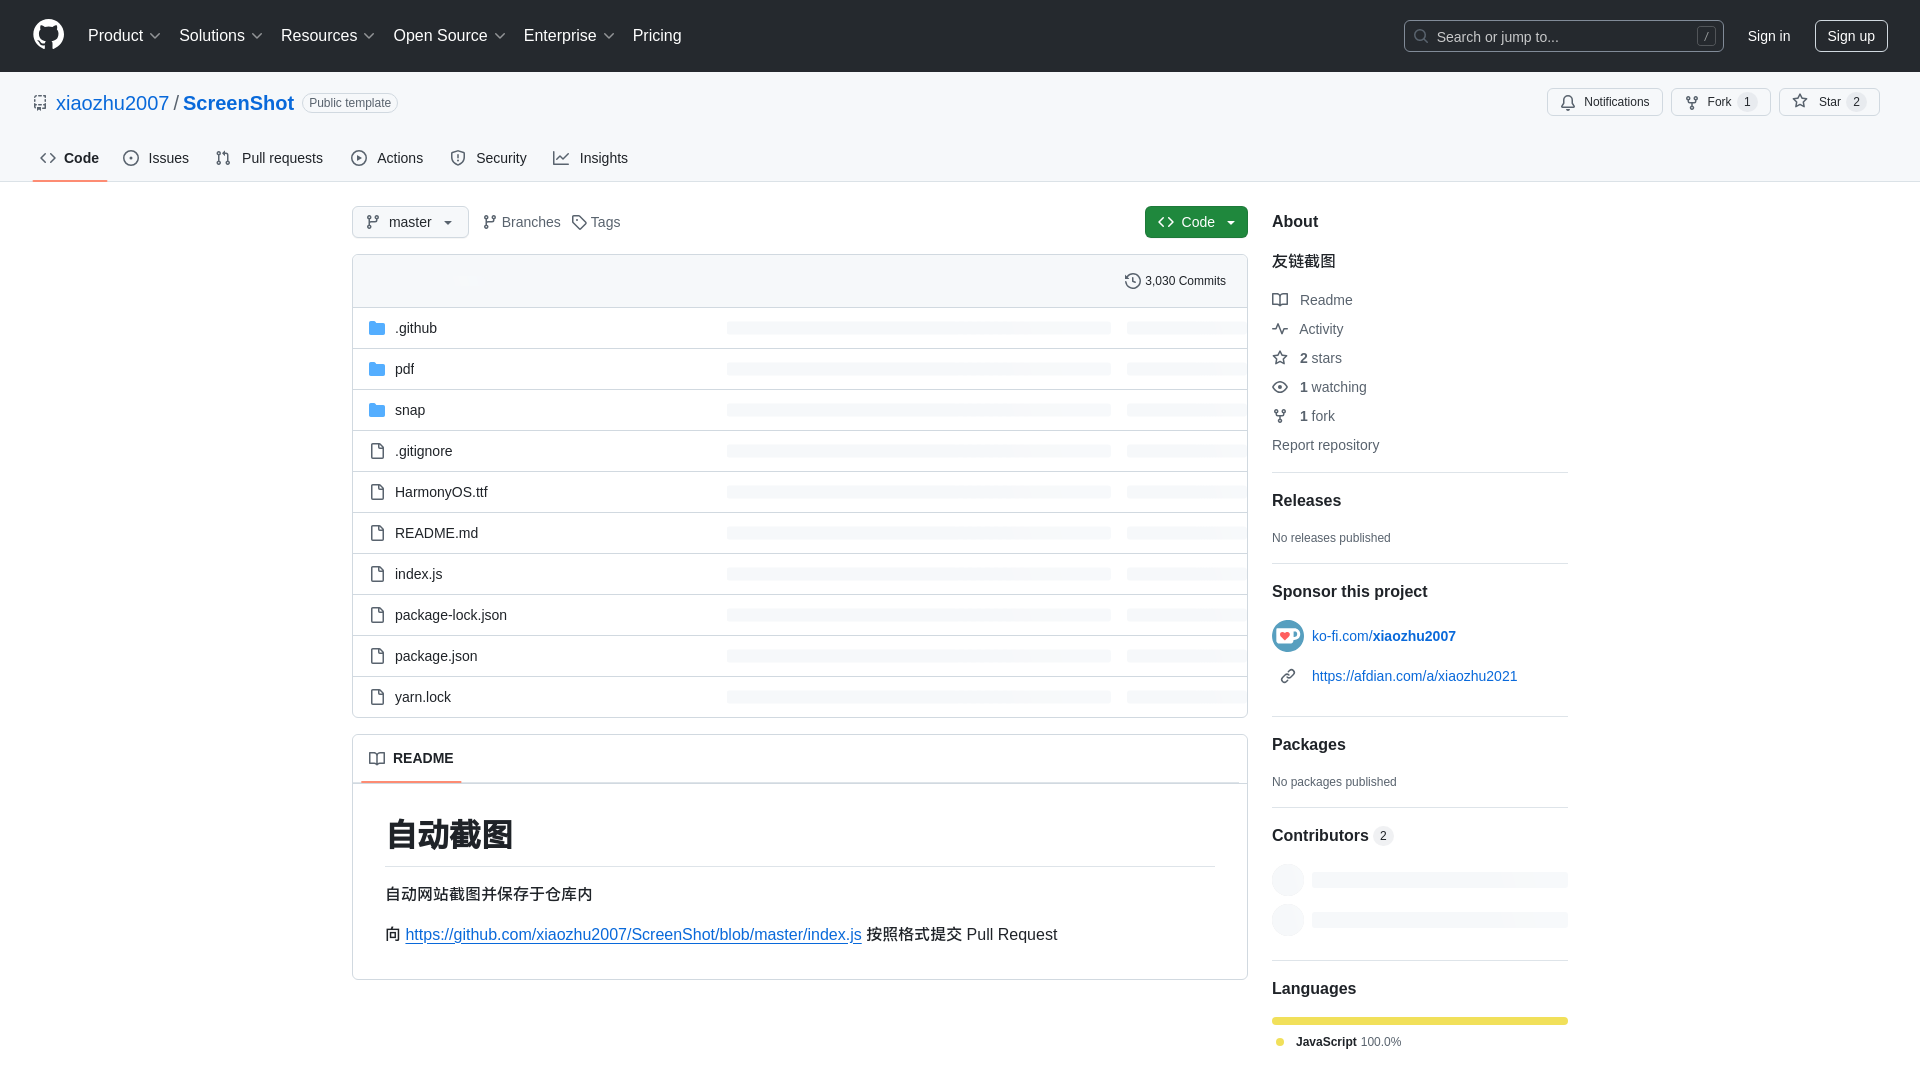 Product Solutions Resources Open Source Enterprise Pricing Search or jump to... / Sign in Sign up
xiaozhu2007 / ScreenShot Public template Notifications Fork 1 Star 2
Code Issues Pull requests Actions Security Insights
master Branches Tags Code
3,030 Commits
.github
pdf
snap
.gitignore
HarmonyOS.ttf
README.md
index.js
package-lock.json
package.json
yarn.lock
README
自动截图
自动网站截图并保存于仓库内
向 https://github.com/xiaozhu2007/ScreenShot/blob/master/index.js 按照格式提交 Pull Request
About
友链截图
Readme
Activity
2 stars
1 watching
1 fork
Report repository
Releases
No releases published
Sponsor this project
ko-fi.com/xiaozhu2007
https://afdian.com/a/xiaozhu2021
Packages
No packages published
Contributors 2
Languages
JavaScript 100.0%